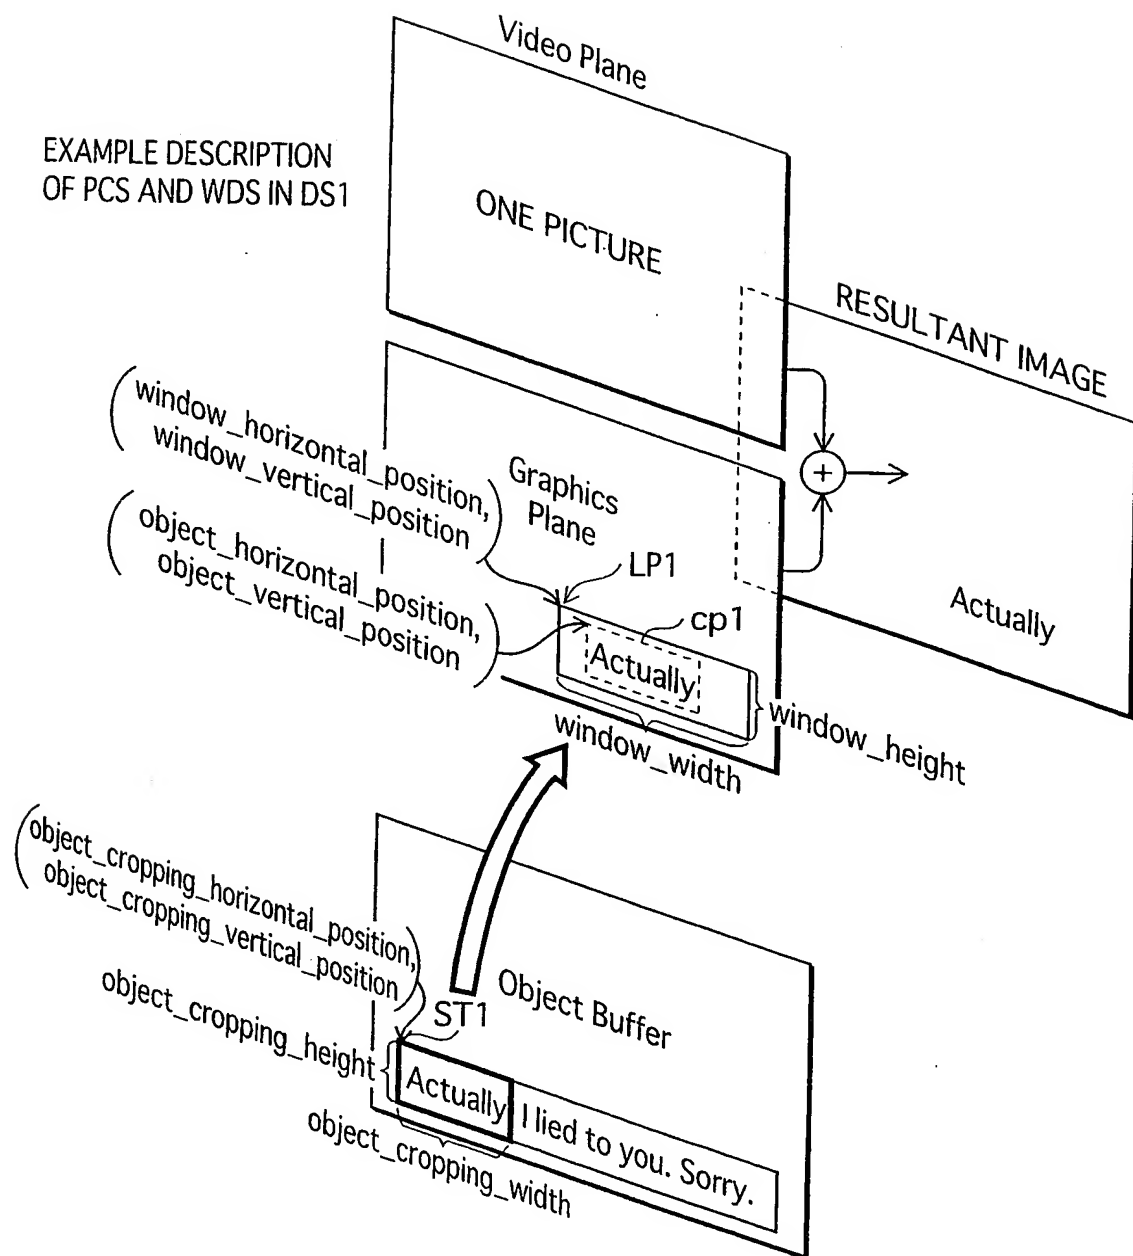 Video Plane
EXAMPLE DESCRIPTION
OF PCS AND WDS IN DS1
ONE PICTURE
RESULTANT IMAGE
(window_horizontal_position,
window_vertical_position)
Graphics
Plane
+
(object_horizontal_position,
object_vertical_position)
LP1
cp1
Actually
Actually
window_height
window_width
(object_cropping_horizontal_position,
object_cropping_vertical_position)
object_cropping_height
ST1
Object Buffer
Actually I lied to you. Sorry.
object_cropping_width